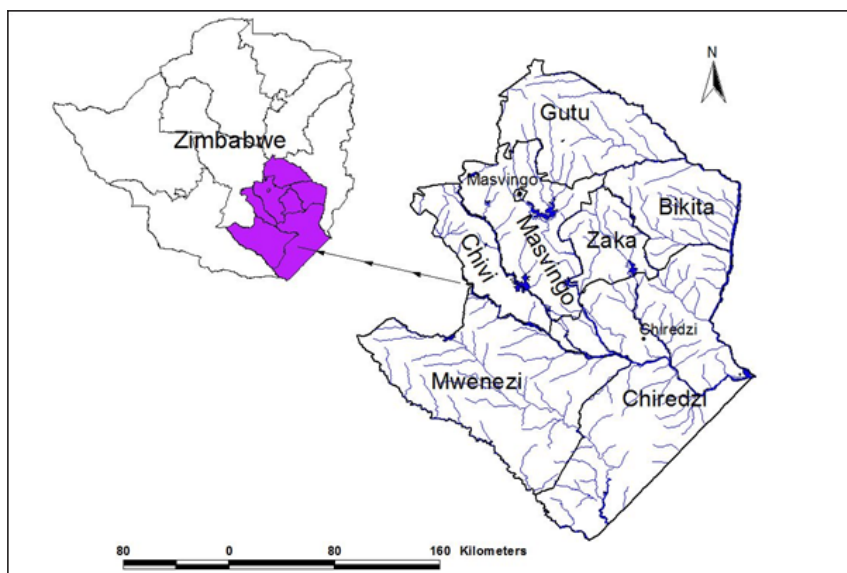 Zimbabwe
N
Gutu
Masvingo
Bikita
Zaka
Masvingo
Chivi
Chiredzi
Mwenezi
Chiredzi
80 0 80 160 Kilometers